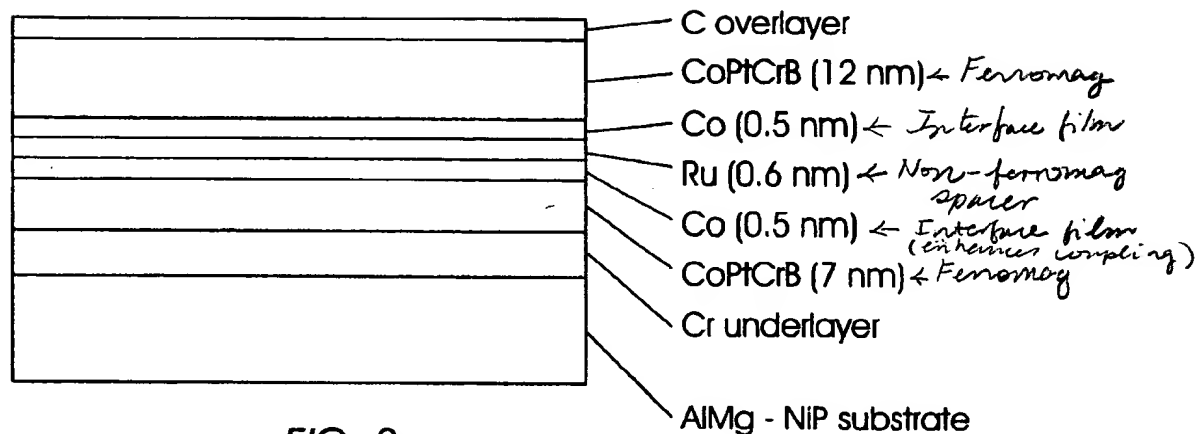 C overlayer
CoPtCrB (12 nm) ← Ferromag
Co (0.5 nm) ← Interface film
Ru (0.6 nm) ← Non-ferromag
spacer
Co (0.5 nm) ← Interface film
(enhances coupling)
CoPtCrB (7 nm) ← Ferromag
Cr underlayer
AlMg - NiP substrate